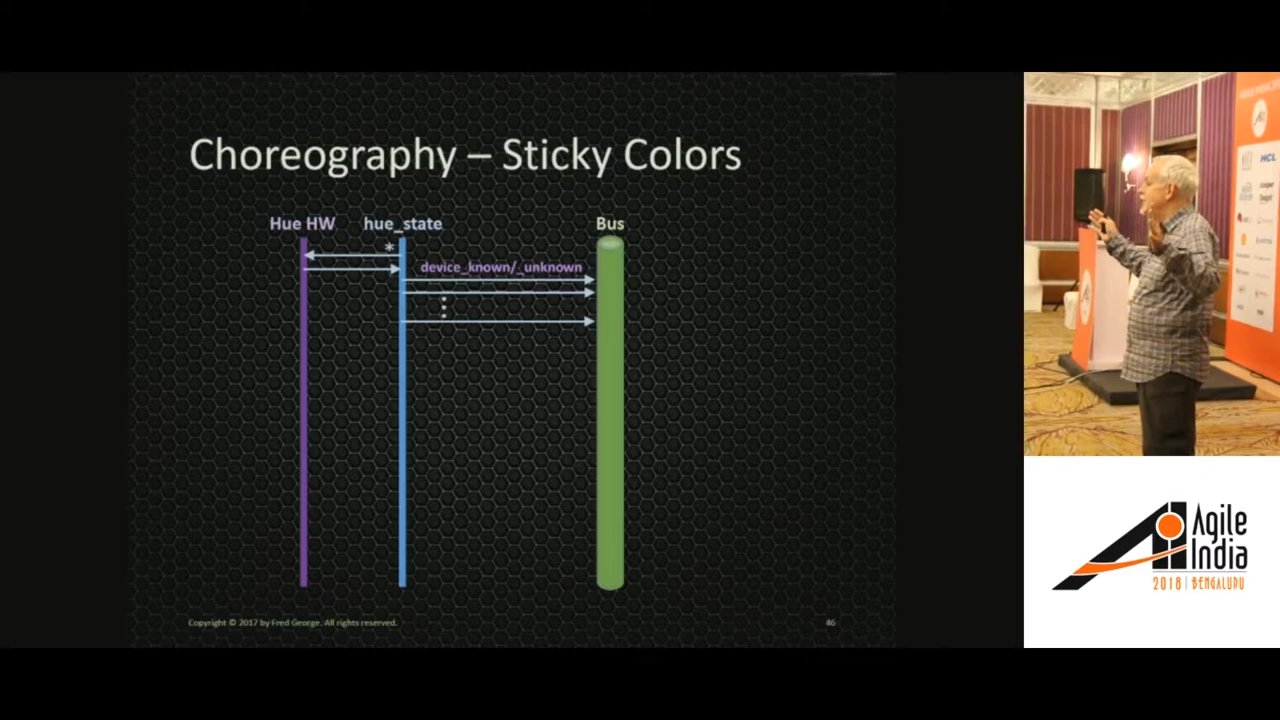 Choreography – Sticky Colors
Hue HW
hue_state
Bus
*
device_known/_unknown
Copyright © 2017 by Fred George. All rights reserved.
46
HCL
Agile
India
2018 | BENGALURU